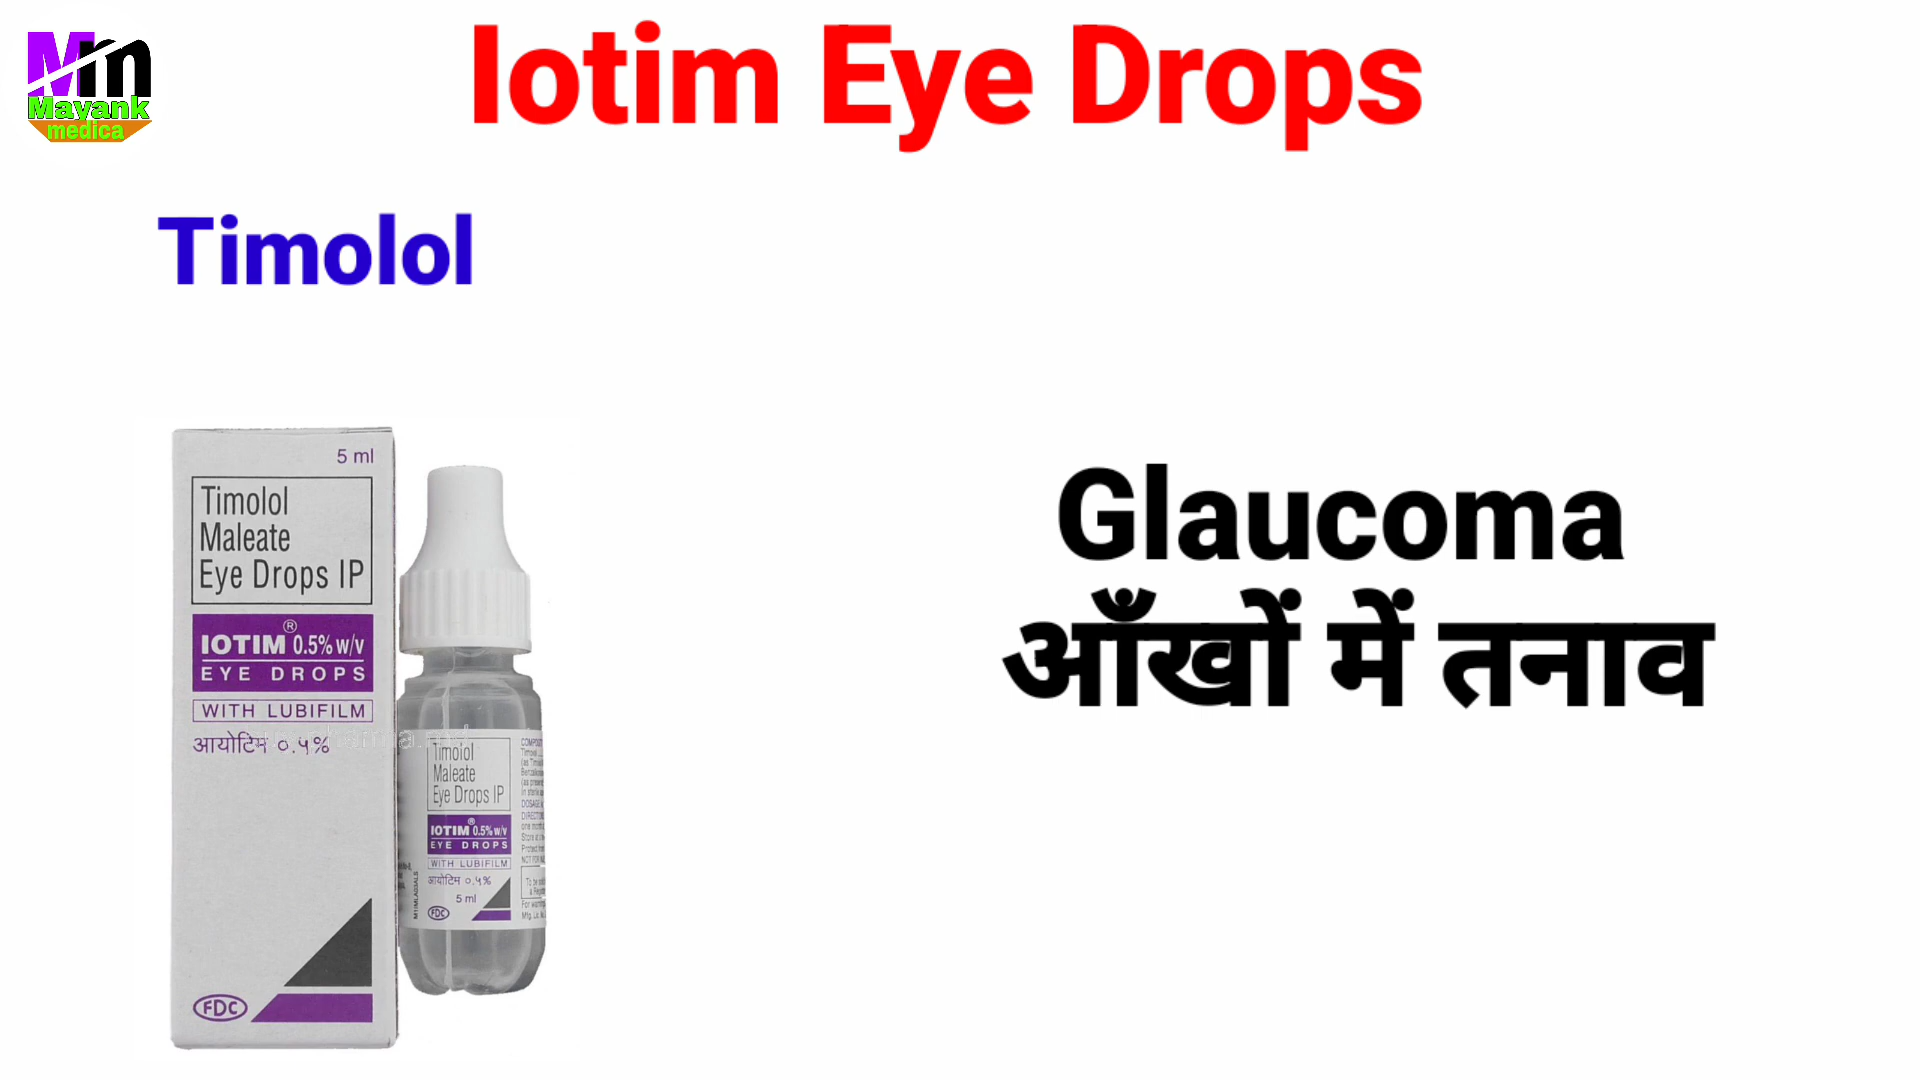 Mm
Mayank
medica
Iotim Eye Drops
Timolol
5 ml
Timolol
Maleate
Eye Drops IP
IOTIM® 0.5% w/v
EYE DROPS
WITH LUBIFILM
आयोटिम ०.५%
FDC
Timolol
Maleate
Eye Drops IP
IOTIM® 0.5% w/v
EYE DROPS
WITH LUBIFILM
आयोटिम ०.५%
5 ml
FDC
Glaucoma
आँखों में तनाव